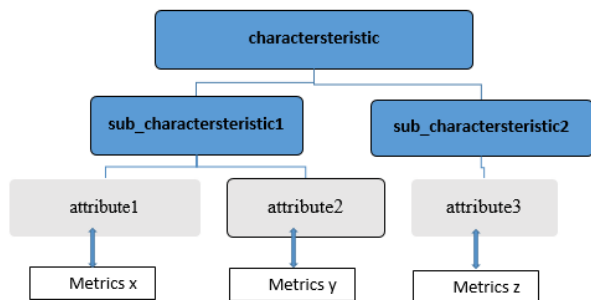 charactersteristic
sub_charactersteristic1
sub_charactersteristic2
attribute1
attribute2
attribute3
Metrics x
Metrics y
Metrics z